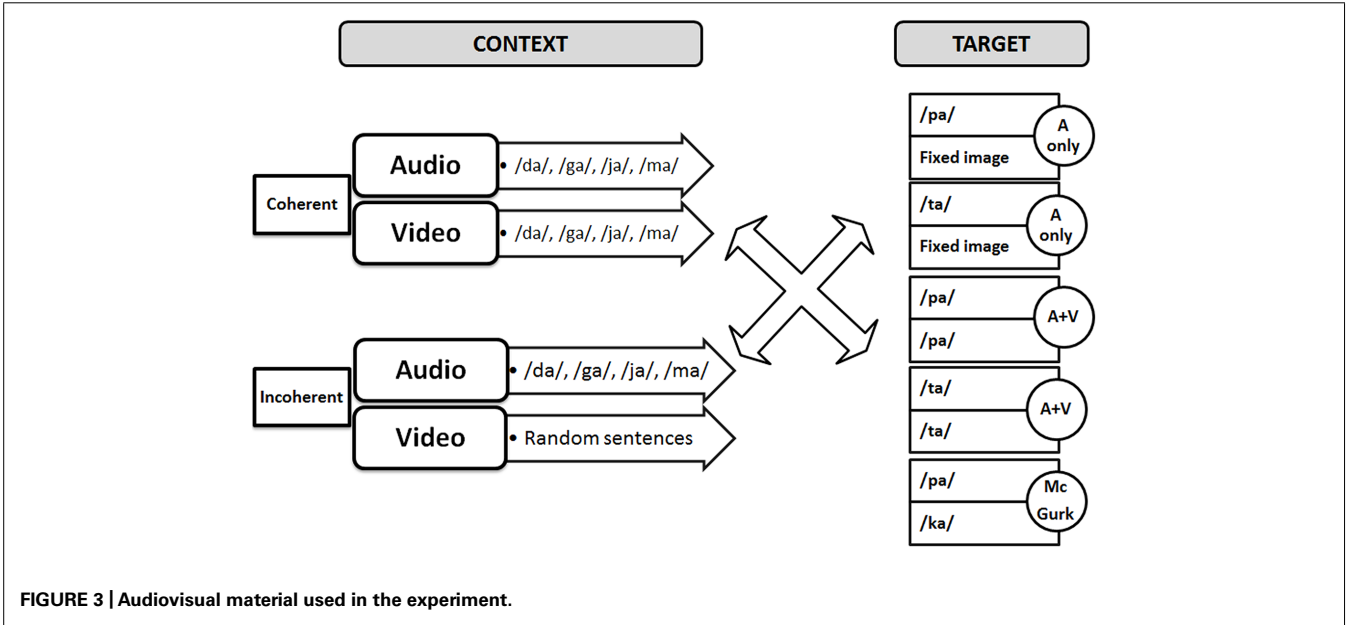 CONTEXT
TARGET
Coherent
Audio
• /da/, /ga/, /ja/, /ma/
Video
• /da/, /ga/, /ja/, /ma/
Incoherent
Audio
• /da/, /ga/, /ja/, /ma/
Video
• Random sentences
/pa/
Fixed image
A
only
/ta/
Fixed image
A
only
/pa/
/pa/
A+V
/ta/
/ta/
A+V
/pa/
/ka/
Mc
Gurk
FIGURE 3 | Audiovisual material used in the experiment.